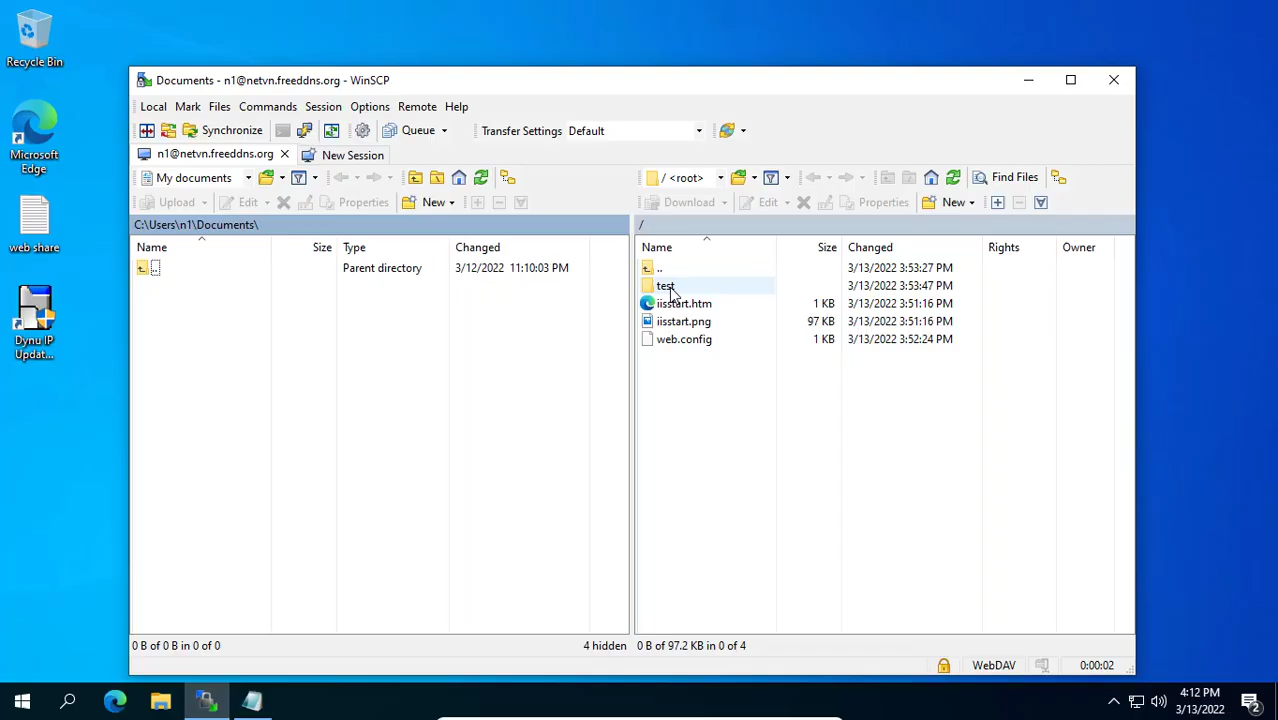 Recycle Bin
Microsoft
Edge
web share
Dynu IP
Updat...
Documents - n1@netvn.freeddns.org - WinSCP
Local Mark Files Commands Session Options Remote Help
Synchronize Queue Transfer Settings Default
n1@netvn.freeddns.org New Session
My documents
/ <root> Find Files
Upload Edit Properties New
Download Edit Properties New
C:\Users\n1\Documents\
/
Name Size Type Changed
.. Parent directory 3/12/2022 11:10:03 PM
Name Size Changed Rights Owner
.. 3/13/2022 3:53:27 PM
test 3/13/2022 3:53:47 PM
iisstart.htm 1 KB 3/13/2022 3:51:16 PM
iisstart.png 97 KB 3/13/2022 3:51:16 PM
web.config 1 KB 3/13/2022 3:52:24 PM
0 B of 0 B in 0 of 0 4 hidden
0 B of 97.2 KB in 0 of 4
WebDAV 0:00:02
4:12 PM
3/13/2022
2